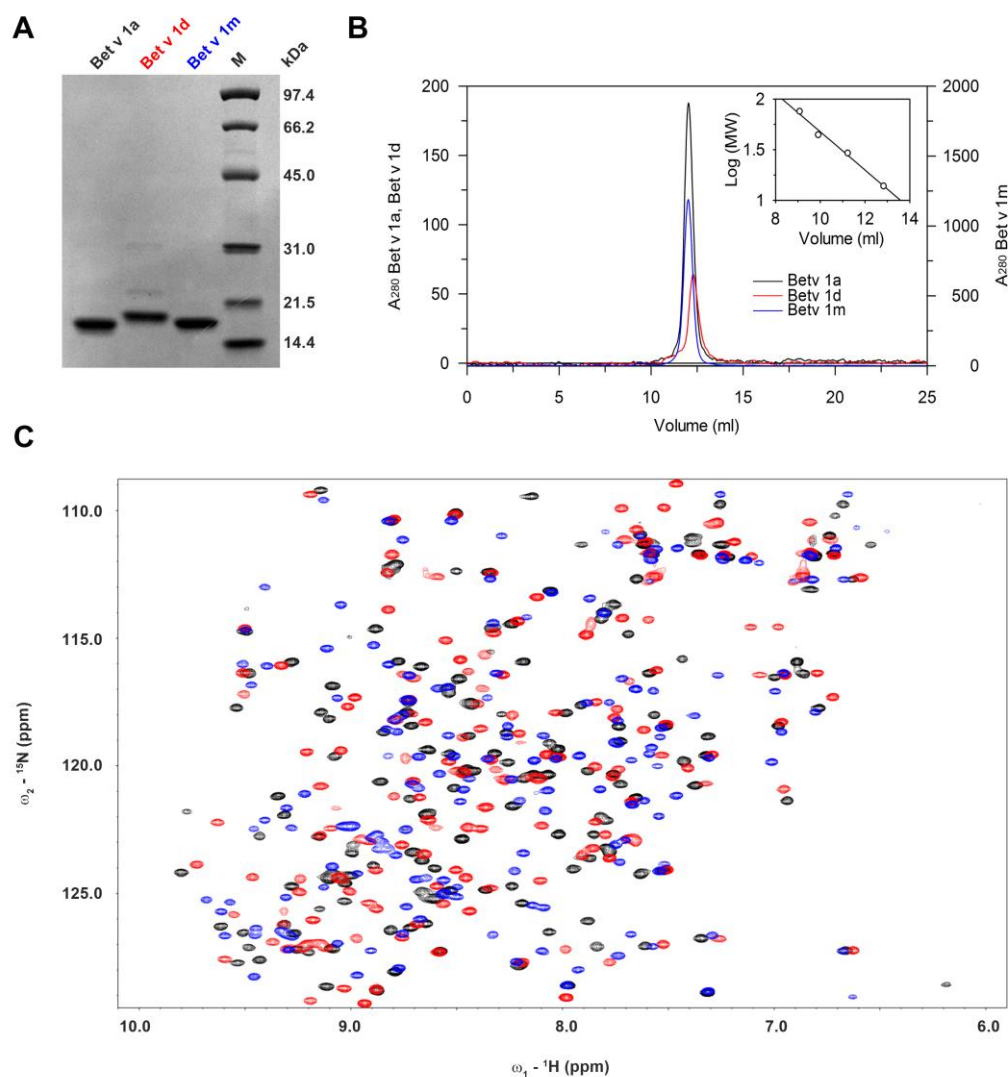 A
Bet v 1a
Bet v 1d
Bet v 1m
M
kDa
97.4
66.2
45.0
31.0
21.5
14.4
B
200
150
100
50
0
A280 Bet v 1a, Bet v 1d
2000
1500
1000
500
0
A280 Bet v 1m
2
1.5
1
Log (MW)
8 10 12 14
Volume (ml)
Betv 1a
Betv 1d
Betv 1m
0 5 10 15 20 25
Volume (ml)
C
110.0
115.0
120.0
125.0
ω2 - 15N (ppm)
10.0 9.0 8.0 7.0 6.0
ω1 - 1H (ppm)